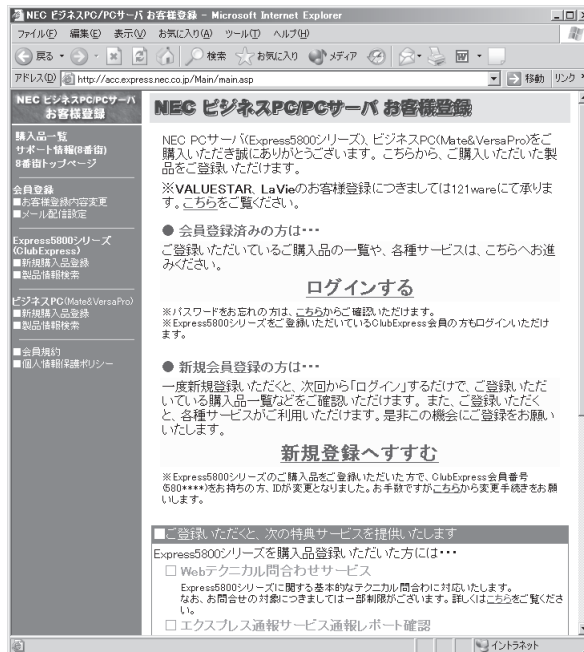 NEC ビジネスPC/PCサーバ お客様登録 - Microsoft Internet Explorer
ファイル(F) 編集(E) 表示(V) お気に入り(A) ツール(T) ヘルプ(H)
戻る 検索 お気に入り メディア
アドレス(D) http://acc.express.nec.co.jp/Main/main.asp 移動 リンク
NEC ビジネスPC/PCサーバ
お客様登録
購入品一覧
サポート情報(8番街)
8番街トップページ
会員登録
■お客様登録内容変更
■メール配信設定
Express5800シリーズ
(ClubExpress)
■新規購入品登録
■製品情報検索
ビジネスPC(Mate&VersaPro)
■新規購入品登録
■製品情報検索
■会員規約
■個人情報保護ポリシー
NEC ビジネスPC/PCサーバ お客様登録
NEC PCサーバ(Express5800シリーズ)、ビジネスPC(Mate&VersaPro)をご
購入いただき誠にありがとうございます。こちらから、ご購入いただいた製
品をご登録いただけます。
※VALUESTAR、LaVieのお客様登録につきましては121wareにて承りま
す。こちらをご覧ください。
● 会員登録済みの方は・・・
ご登録いただいているご購入品の一覧や、各種サービスは、こちらへお進
みください。
ログインする
※パスワードをお忘れの方は、こちらからご確認いただけます。
※Express5800シリーズをご登録いただいているClubExpress会員の方もログインいただけ
ます。
● 新規会員登録の方は・・・
一度新規登録いただくと、次回から「ログイン」するだけで、ご登録いただ
いている購入品一覧などをご確認いただけます。また、ご登録いただく
と、各種サービスがご利用いただけます。是非この機会にご登録をお願い
いたします。
新規登録へすすむ
※Express5800シリーズのご購入品をご登録いただいた方で、ClubExpress会員番号
(580****)をお持ちの方、IDが変更となりました。お手数ですがこちらから変更手続きをお願
いします。
■ご登録いただくと、次の特典サービスを提供いたします
Express5800シリーズを購入品登録いただいた方には・・・
□ Webテクニカル問合わせサービス
Express5800シリーズに関する基本的なテクニカル問合わに対応いたします。
なお、お問合せの対象につきましては一部制限がございます。詳しくはこちらをご覧くださ
い。
□ エクスプレス通報サービス通報レポート確認
イントラネット